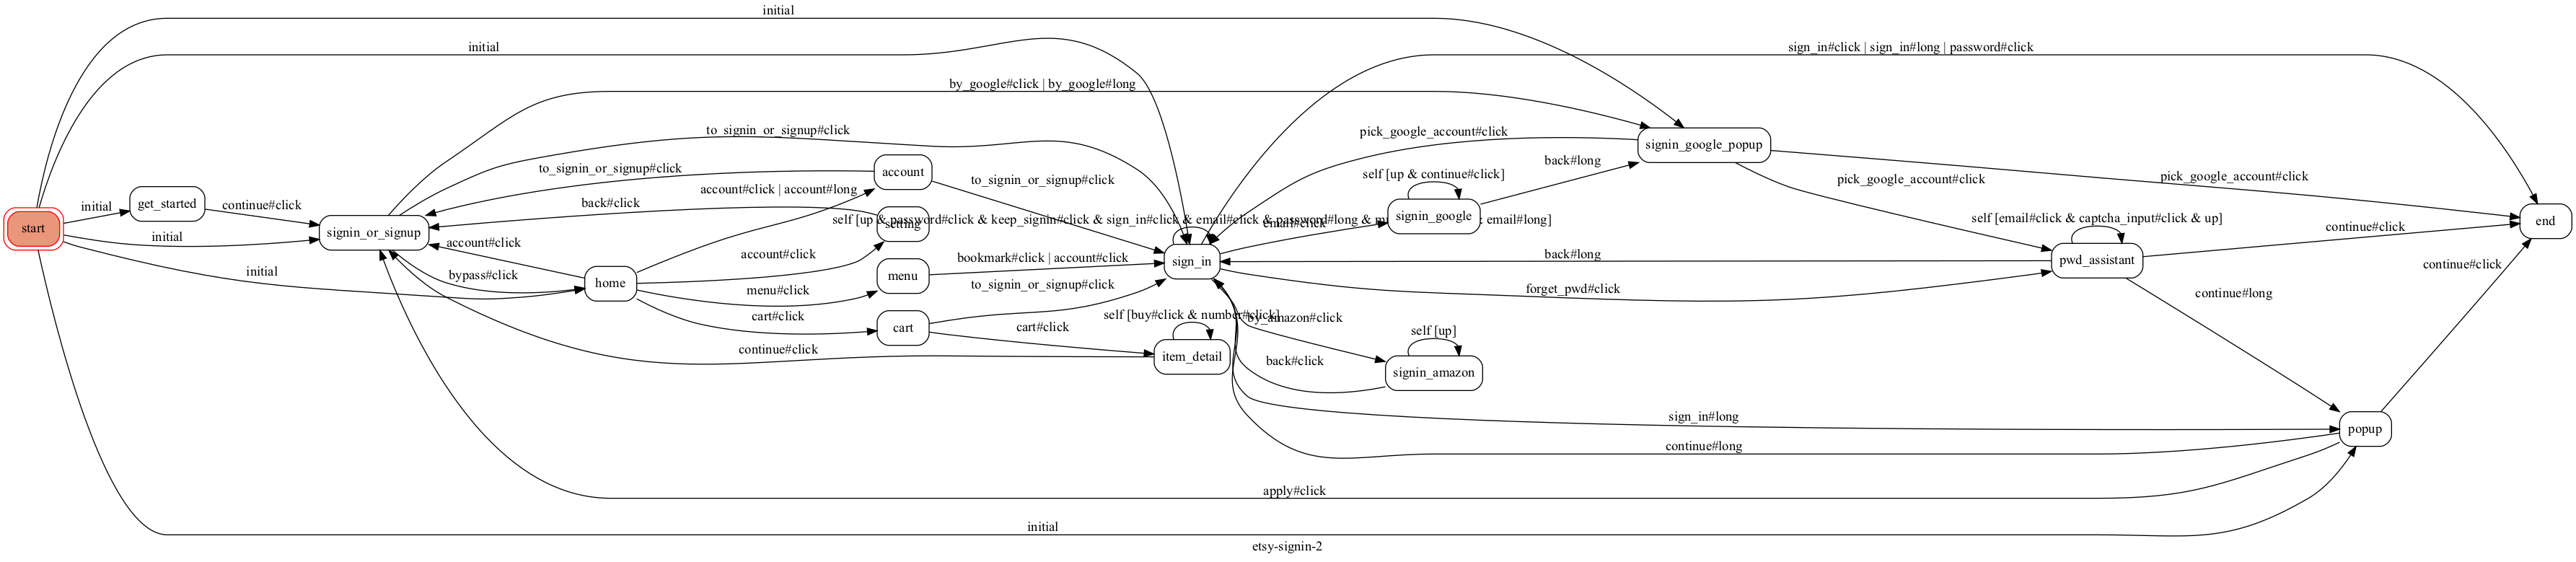 initial
initial
sign_in#click | sign_in#long | password#click
by_google#click | by_google#long
to_signin_or_signup#click
pick_google_account#click
signin_google_popup
back#long
to_signin_or_signup#click
account
self [up & continue#click]
pick_google_account#click
pick_google_account#click
to_signin_or_signup#click
account#click | account#long
initial
get_started
continue#click
back#click
signin_google
self [up & password#click & keep_signin#click & sign_in#click & email#click & password#long &
email#long]
setting
email#click
self [email#click & captcha_input#click & up]
end
continue#click
start
initial
signin_or_signup
account#click
account#click
bookmark#click | account#click
sign_in
back#long
pwd_assistant
initial
bypass#click
home
menu#click
menu
to_signin_or_signup#click
forget_pwd#click
continue#long
continue#click
cart#click
cart
cart#click
self [buy#click & number#click]
by_amazon#click
self [up]
continue#click
item_detail
back#click
signin_amazon
sign_in#long
popup
continue#long
apply#click
initial
etsy-signin-2